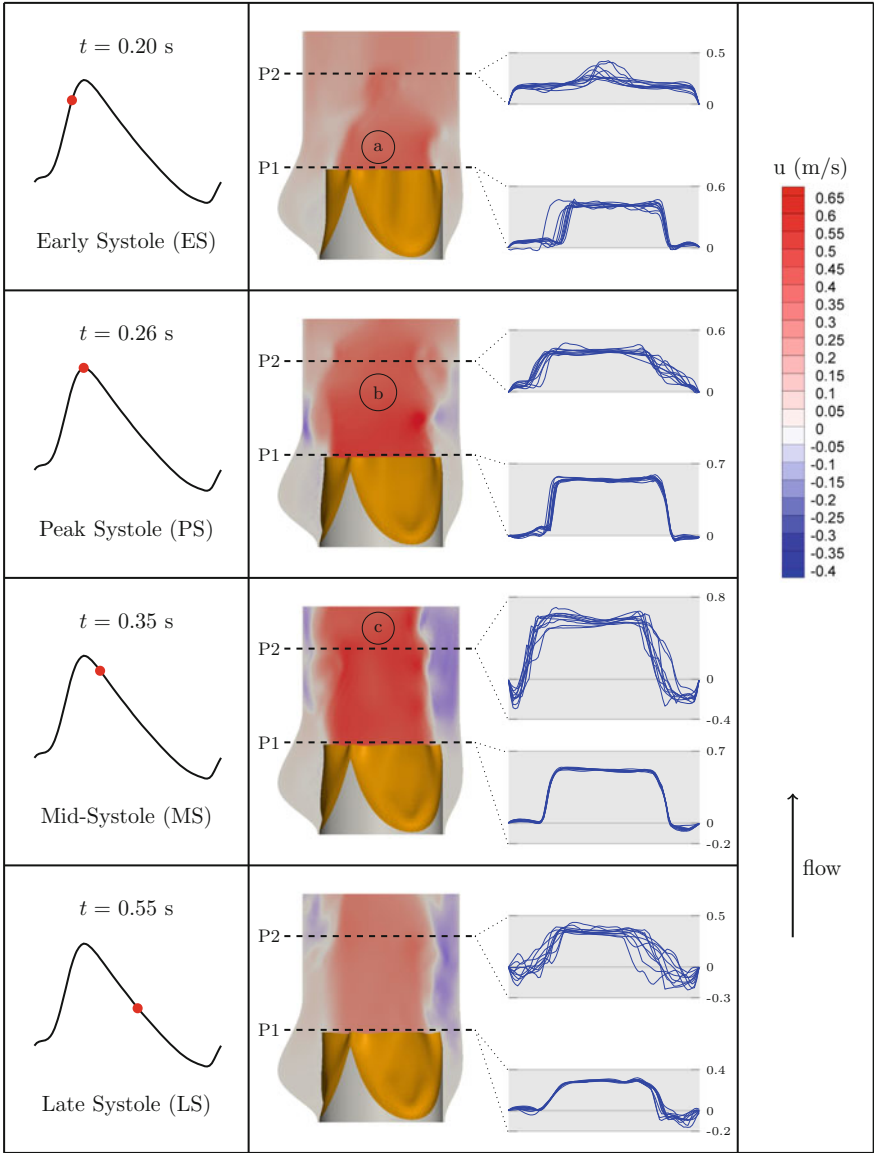 t = 0.20 s
Early Systole (ES)
P2
a
P1
0.5
0
0.6
0
t = 0.26 s
Peak Systole (PS)
P2
b
P1
0.6
0
0.7
0
t = 0.35 s
Mid-Systole (MS)
c
P2
P1
0.8
0
-0.4
0.7
0
-0.2
t = 0.55 s
Late Systole (LS)
P2
P1
0.5
0
-0.3
0.4
0
-0.2
u (m/s)
0.65
0.6
0.55
0.5
0.45
0.4
0.35
0.3
0.25
0.2
0.15
0.1
0.05
0
-0.05
-0.1
-0.15
-0.2
-0.25
-0.3
-0.35
-0.4
flow